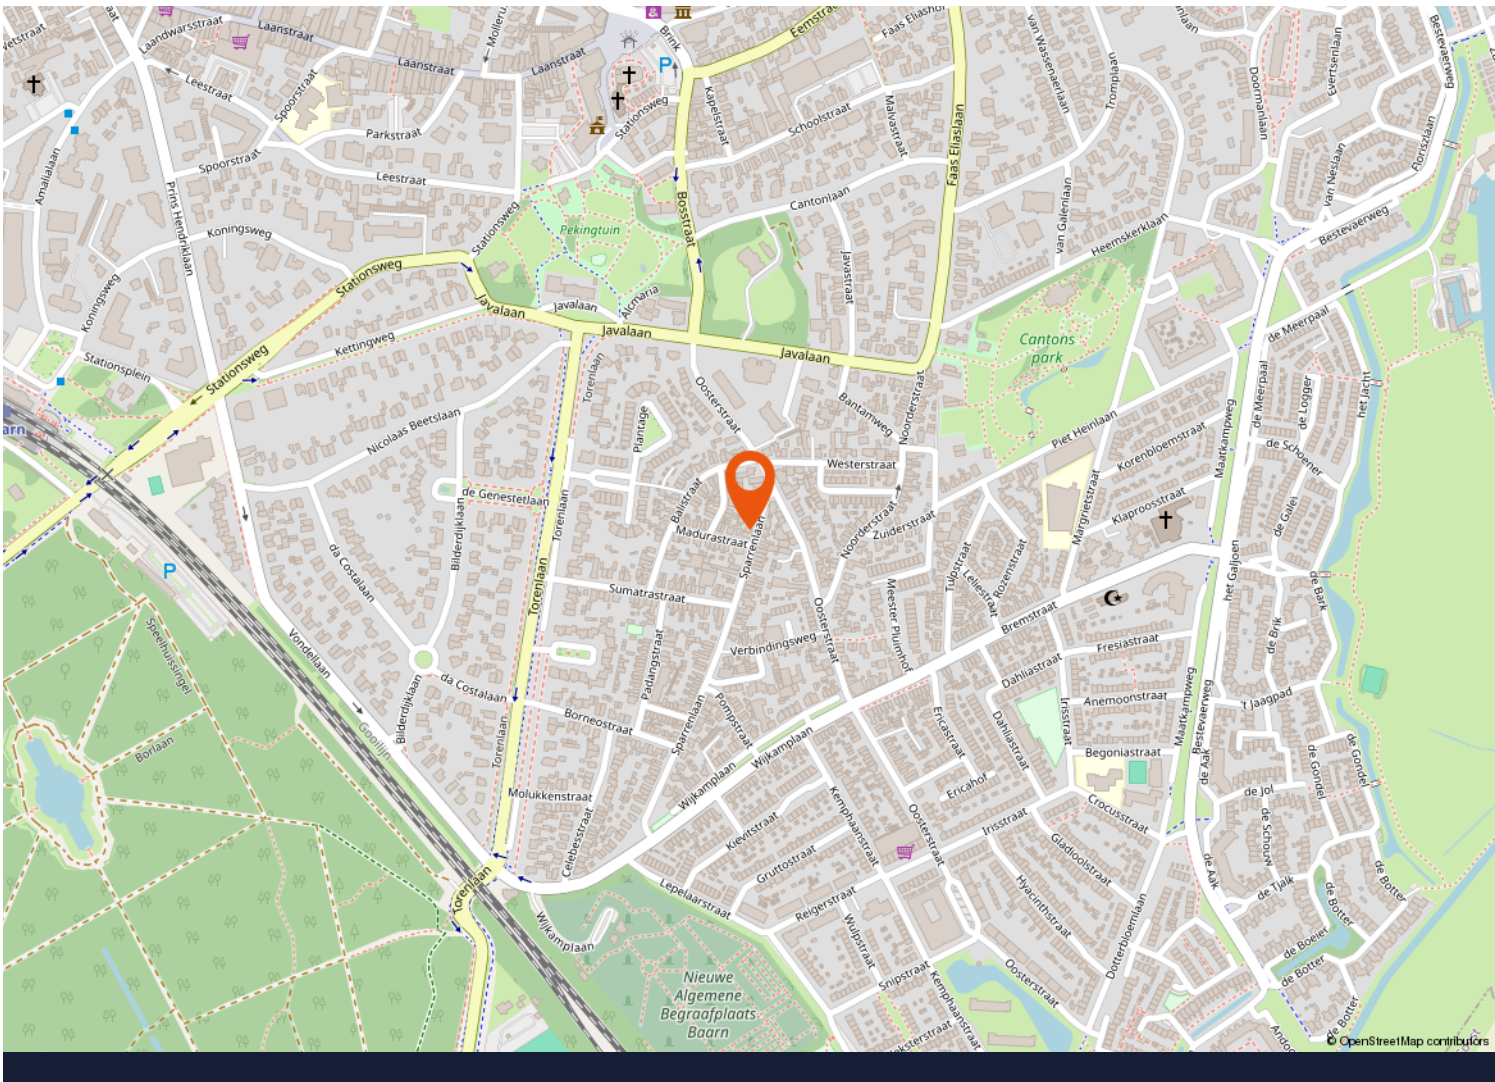 Laandwarsstraat
Laanstraat
Laanstraat
Laanstraat
Brink
P
Eemstraat
van Wassenaerlaan
Tromplaan
Doormanlaan
Evertsenlaan
Bestevaerweg
Leestraat
Spoorstraat
Parkstraat
Stationsweg
Kapelstraat
Schoolstraat
Malvastraat
Faas Eliaslaan
Floriszlaan
Amalialaan
Spoorstraat
Leestraat
Prins Hendriklaan
Koningsweg
Stationsweg
Pekingtuin
Bosstraat
Cantonlaan
Javastraat
van Galenlaan
Heemskerklaan
van Neslaan
Bestevaerweg
Koningsweg
Stationsweg
Javalaan
Javalaan
Alcmaria
Javalaan
Javalaan
Cantons
park
de Meerpaal
Stationsplein
Stationsweg
Kettingweg
Torenlaan
Oosterstraat
Bantamweg
Noorderstraat
Piet Heinlaan
Maatkampweg
de Meerpaal
de Logger
het Jacht
arn
Nicolaas Beetslaan
Plantage
Westerstraat
Korenbloemstraat
de Schoener
de Genestetlaan
Balistraat
Margrietstraat
Klaproosstraat
de Galei
Torenlaan
Madurastraat
Sparrenlaan
Noorderstraat
Zuiderstraat
P
da Costalaan
Bilderdijklaan
Torenlaan
Sumatrastraat
Oosterstraat
Meester Pluimhof
Tulpstraat
Leliestraat
Rozenstraat
Bremstraat
het Galjoen
de Bark
Speelhuissingel
Vondellaan
Padangstraat
Verbindingsweg
Fresiastraat
de Brik
Dahliastraat
Bilderdijklaan
da Costalaan
Borneostraat
Sparrenlaan
Pompstraat
Ericastraat
Dahliastraat
Irisstraat
Anemoonstraat
Maatkampweg
Bestevaerweg
't Jaagpad
Borlaan
Gooilijn
Torenlaan
Wijkamplaan
Wijkamplaan
Begoniastraat
de Aak
de Gondel
de Gondel
Molukkenstraat
Celebesstraat
Kievitstraat
Kemphaanstraat
Ericahof
Oosterstraat
Irisstraat
Crocusstraat
de Jol
de Schouw
Gladioolstraat
Gruttostraat
Torenlaan
Lepelaarstraat
Reigerstraat
Hyacinthstraat
de Aak
de Tjalk
de Botter
de Botter
Wijkamplaan
Wulpstraat
Dotterbloemlaan
de Boeier
de Botter
Snipstraat
Nieuwe
Algemene
Begraafplaats
Baarn
Kemphaanstraat
Oosterstraat
de Botter
© OpenStreetMap contributors